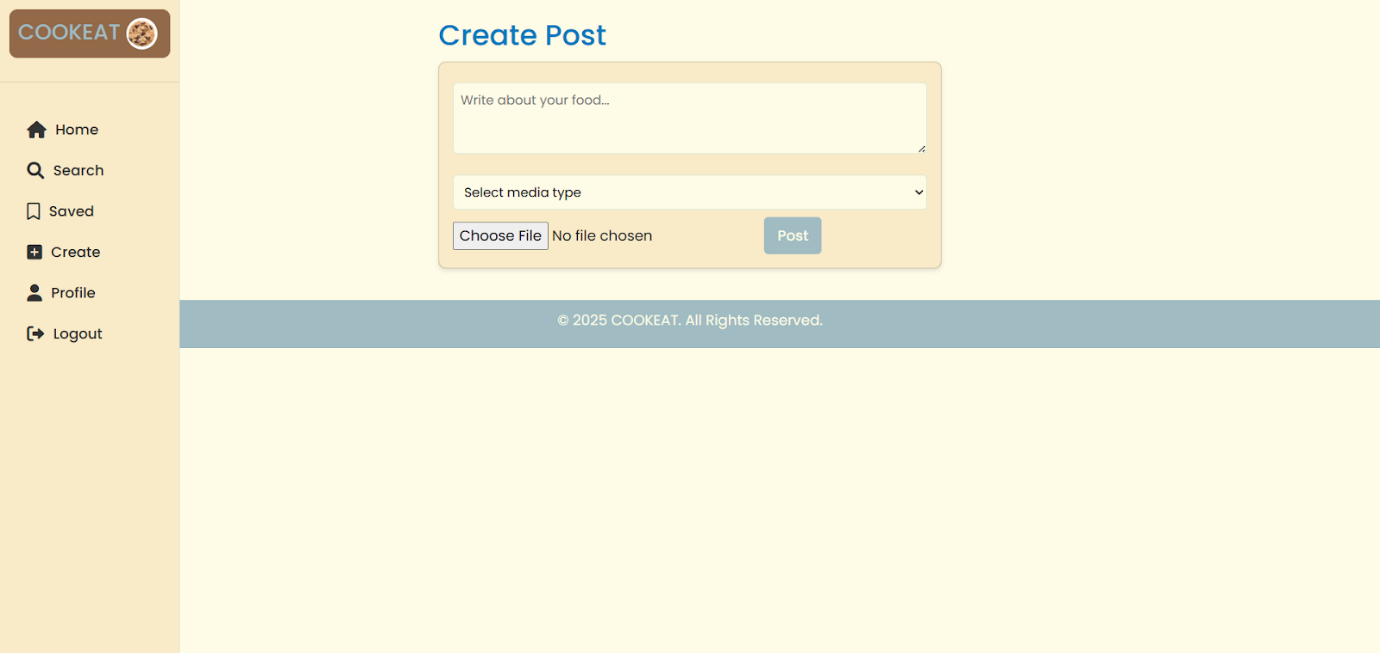 COOKEAT
Home
Search
Saved
Create
Profile
Logout
Create Post
Write about your food...
Select media type
Choose File No file chosen
Post
© 2025 COOKEAT. All Rights Reserved.